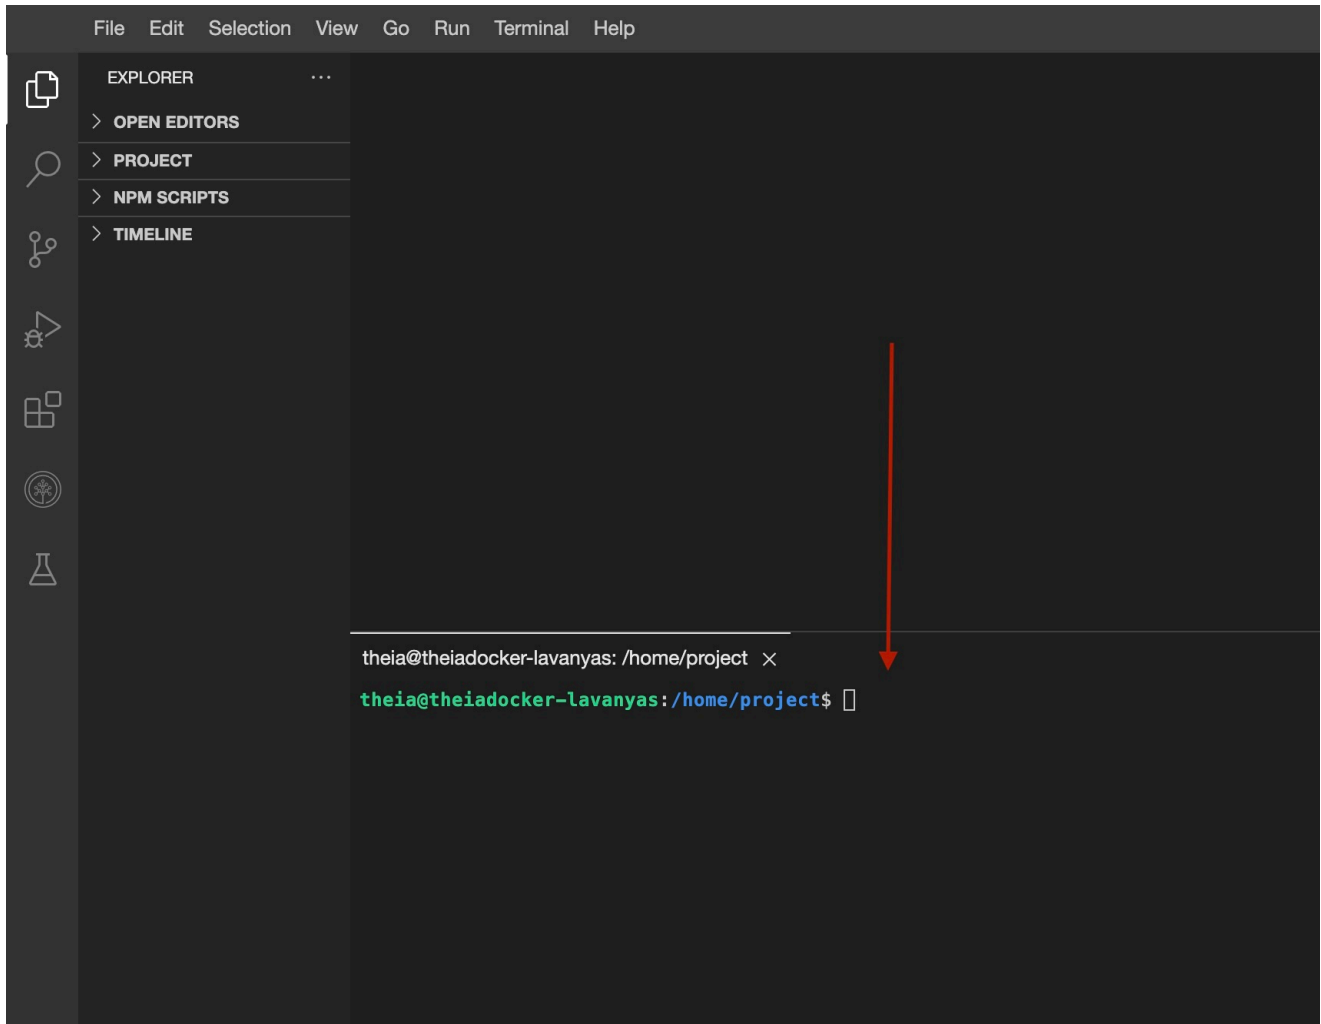 File Edit Selection View Go Run Terminal Help
EXPLORER ···
> OPEN EDITORS
> PROJECT
> NPM SCRIPTS
> TIMELINE
theia@theiadocker-lavanyas: /home/project ×
theia@theiadocker-lavanyas:/home/project$